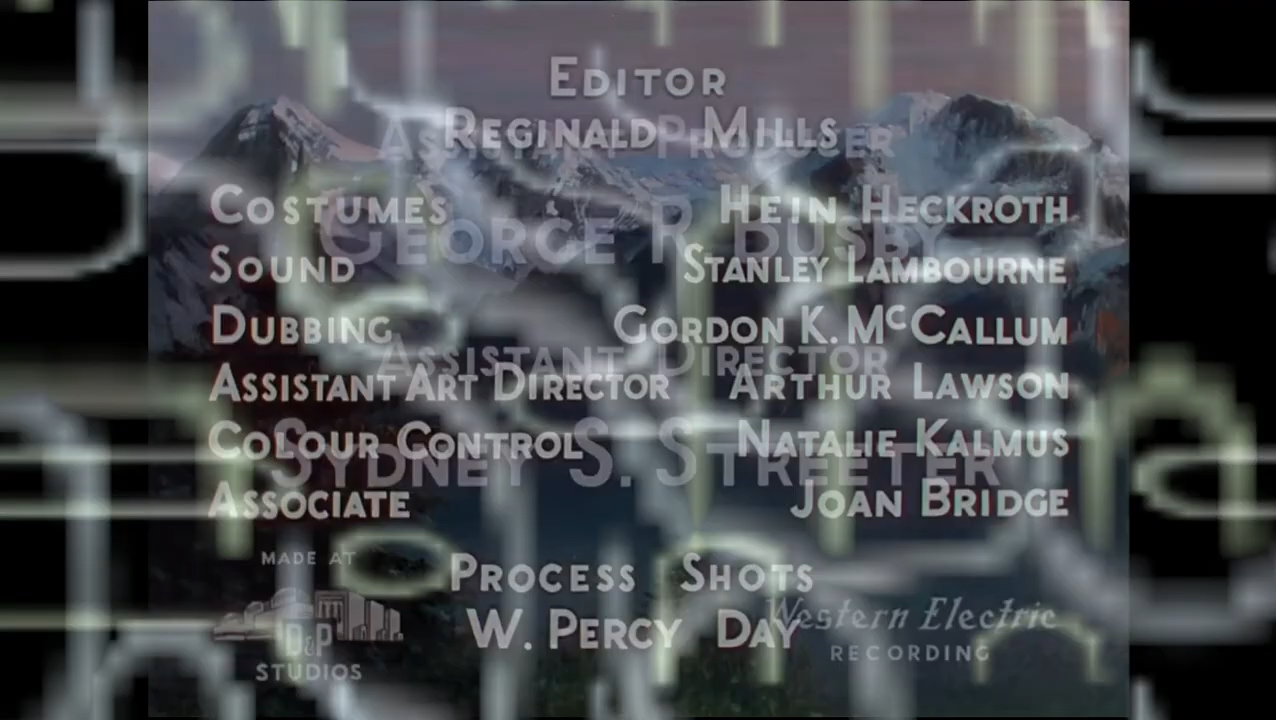 EDITOR
REGINALD MILLS
ASSISTANT PRODUCER
COSTUMES HEIN HECKROTH
GEORGE R. BUSBY
SOUND STANLEY LAMBOURNE
DUBBING GORDON K. McCALLUM
ASSISTANT DIRECTOR
ASSISTANT ART DIRECTOR ARTHUR LAWSON
COLOUR CONTROL NATALIE KALMUS
SYDNEY S. STREETER
ASSOCIATE JOAN BRIDGE
MADE AT
D&P
STUDIOS
PROCESS SHOTS
W. PERCY DAY
Western Electric
RECORDING